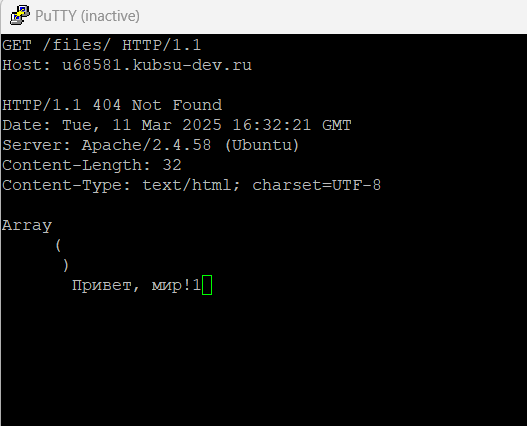 PuTTY (inactive)
GET /files/ HTTP/1.1
Host: u68581.kubsu-dev.ru
HTTP/1.1 404 Not Found
Date: Tue, 11 Mar 2025 16:32:21 GMT
Server: Apache/2.4.58 (Ubuntu)
Content-Length: 32
Content-Type: text/html; charset=UTF-8
Array
(
)
Привет, мир!1